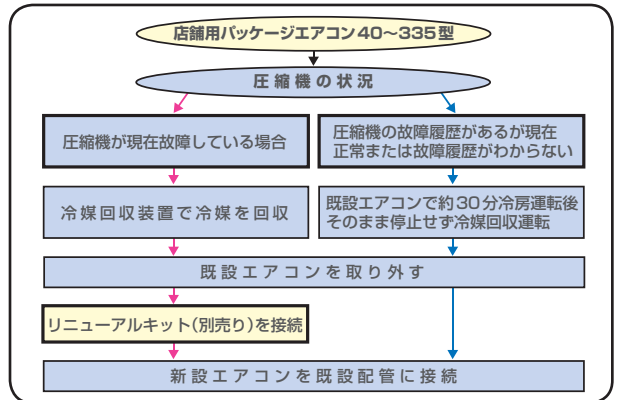 店舗用パッケージエアコン40～335型
圧縮機の状況
圧縮機が現在故障している場合
圧縮機の故障履歴があるが現在
正常または故障履歴がわからない
冷媒回収装置で冷媒を回収
既設エアコンで約30分冷房運転後
そのまま停止せず冷媒回収運転
既設エアコンを取り外す
リニューアルキット(別売り)を接続
新設エアコンを既設配管に接続